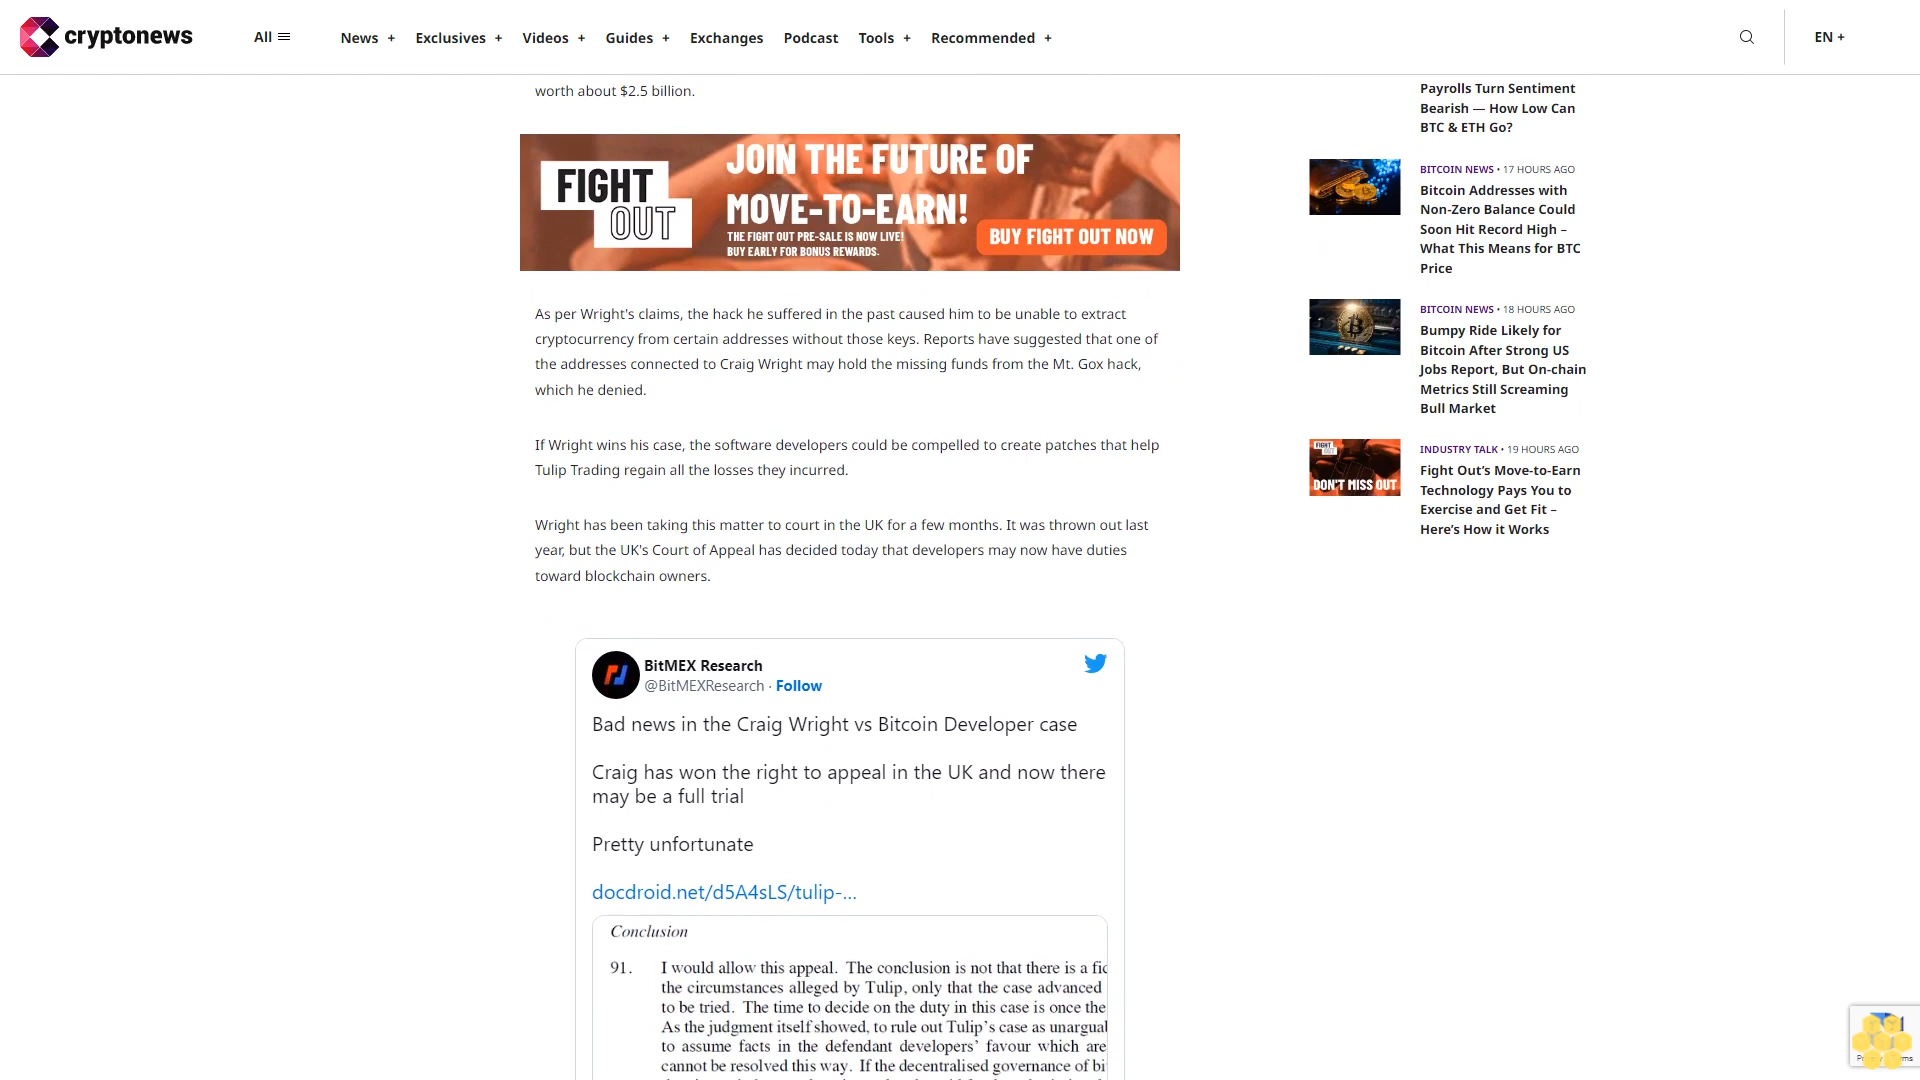 cryptonews
All
News +
Exclusives +
Videos +
Guides +
Exchanges
Podcast
Tools +
Recommended +
EN +
worth about $2.5 billion.
FIGHT
OUT
JOIN THE FUTURE OF
MOVE-TO-EARN!
THE FIGHT OUT PRE-SALE IS NOW LIVE!
BUY EARLY FOR BONUS REWARDS.
BUY FIGHT OUT NOW
As per Wright's claims, the hack he suffered in the past caused him to be unable to extract
cryptocurrency from certain addresses without those keys. Reports have suggested that one of
the addresses connected to Craig Wright may hold the missing funds from the Mt. Gox hack,
which he denied.
If Wright wins his case, the software developers could be compelled to create patches that help
Tulip Trading regain all the losses they incurred.
Wright has been taking this matter to court in the UK for a few months. It was thrown out last
year, but the UK's Court of Appeal has decided today that developers may now have duties
toward blockchain owners.
BitMEX Research
@BitMEXResearch · Follow
Bad news in the Craig Wright vs Bitcoin Developer case
Craig has won the right to appeal in the UK and now there
may be a full trial
Pretty unfortunate
docdroid.net/d5A4sLS/tulip-…
Conclusion
91. I would allow this appeal. The conclusion is not that there is a fic
the circumstances alleged by Tulip, only that the case advanced
to be tried. The time to decide on the duty in this case is once the
As the judgment itself showed, to rule out Tulip's case as unargual
to assume facts in the defendant developers' favour which are
cannot be resolved this way. If the decentralised governance of bi
Payrolls Turn Sentiment
Bearish — How Low Can
BTC & ETH Go?
BITCOIN NEWS • 17 HOURS AGO
Bitcoin Addresses with
Non-Zero Balance Could
Soon Hit Record High –
What This Means for BTC
Price
BITCOIN NEWS • 18 HOURS AGO
Bumpy Ride Likely for
Bitcoin After Strong US
Jobs Report, But On-chain
Metrics Still Screaming
Bull Market
FIGHT
OUT
DON'T MISS OUT
INDUSTRY TALK • 19 HOURS AGO
Fight Out's Move-to-Earn
Technology Pays You to
Exercise and Get Fit –
Here's How it Works